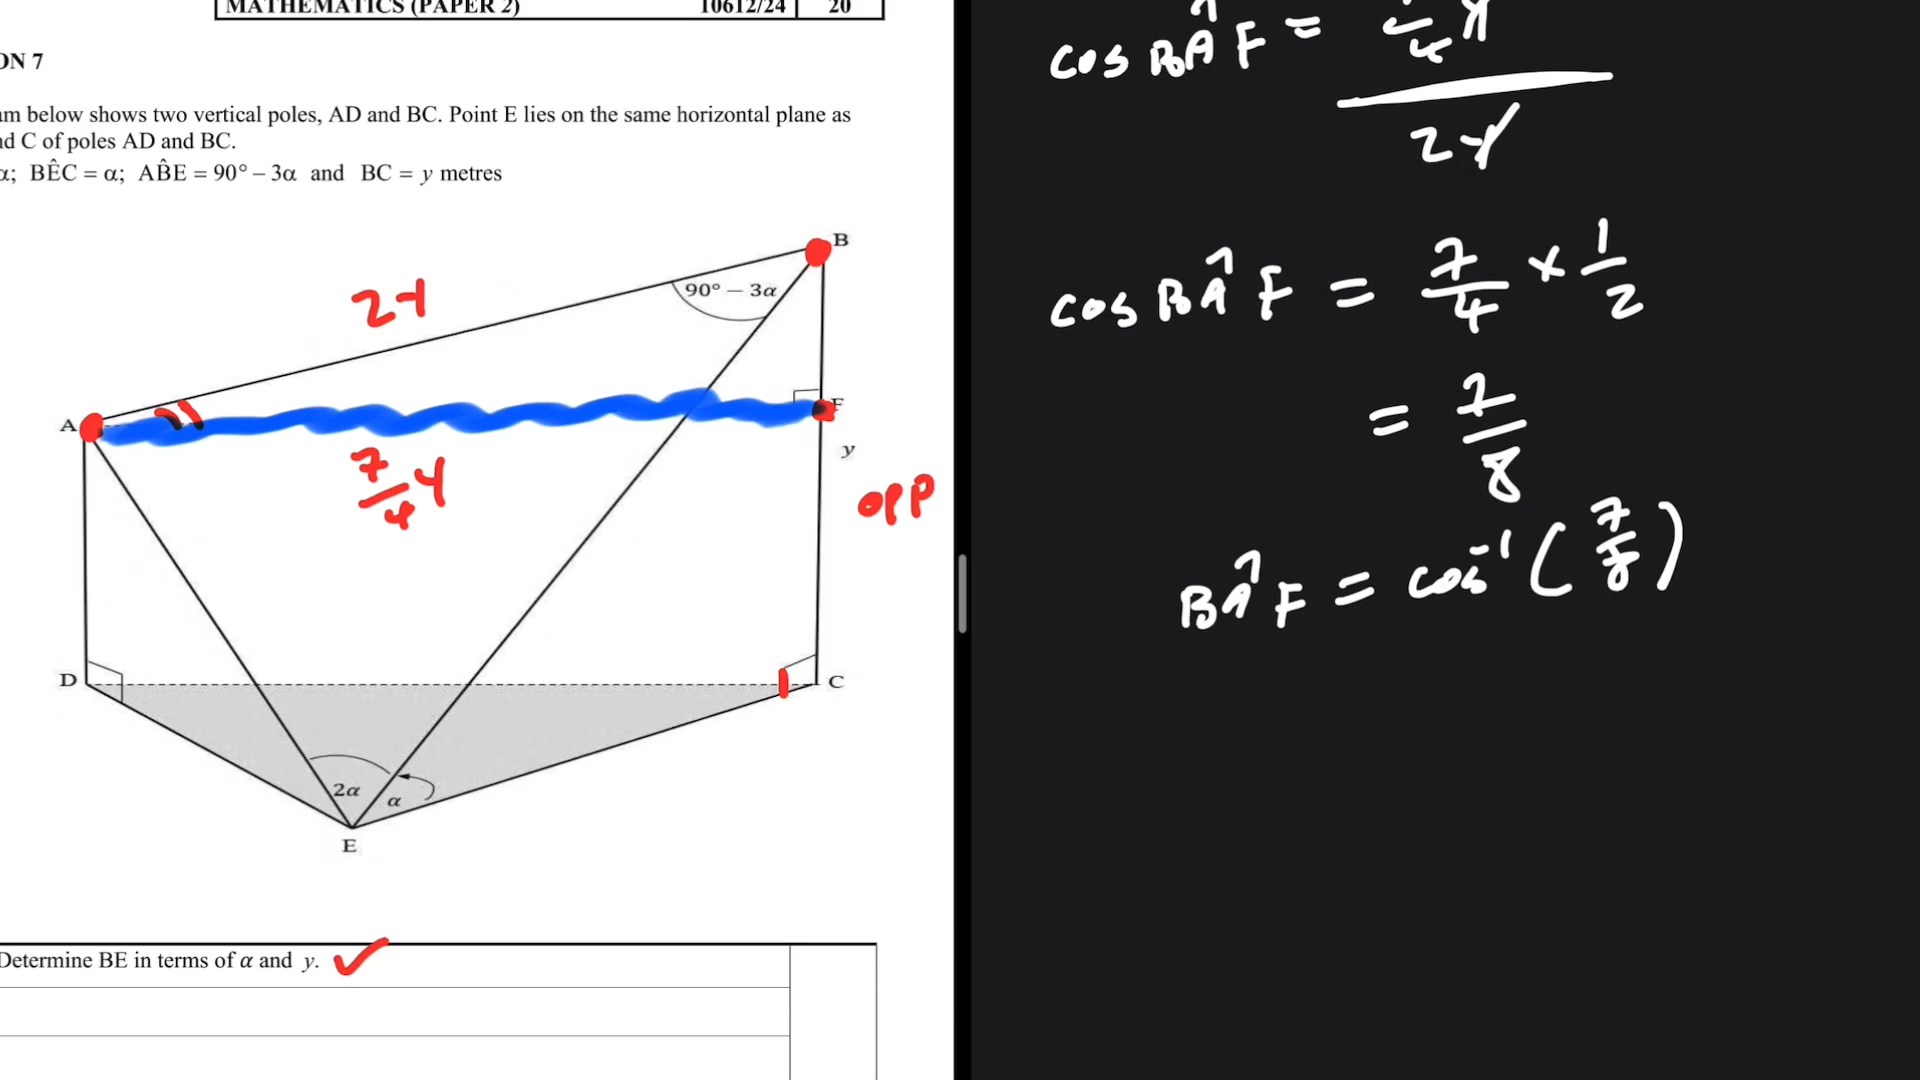 MATHEMATICS (PAPER 2) 10612/24 20
ON 7
am below shows two vertical poles, AD and BC. Point E lies on the same horizontal plane as
nd C of poles AD and BC.
α; BÊC = α; AB̂E = 90° – 3α and BC = y metres
B
90° – 3α
2y
A
F
y
7/4 y
opp
D
C
2α
α
E
Determine BE in terms of α and y.
cos BÂF = 7/4 y / 2y
cos BÂF = 7/4 × 1/2
= 7/8
BÂF = cos⁻¹ (7/8)